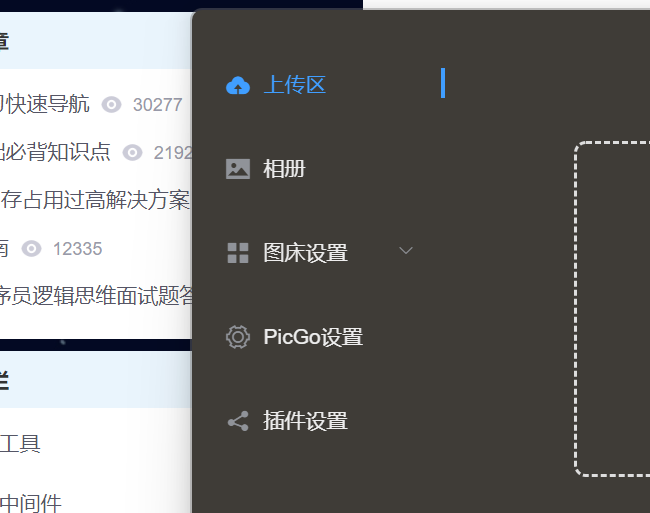 章
快速导航 30277
必背知识点 2192
存占用过高解决方案
南 12335
序员逻辑思维面试题答
栏
工具
中间件
上传区
相册
图床设置
PicGo设置
插件设置